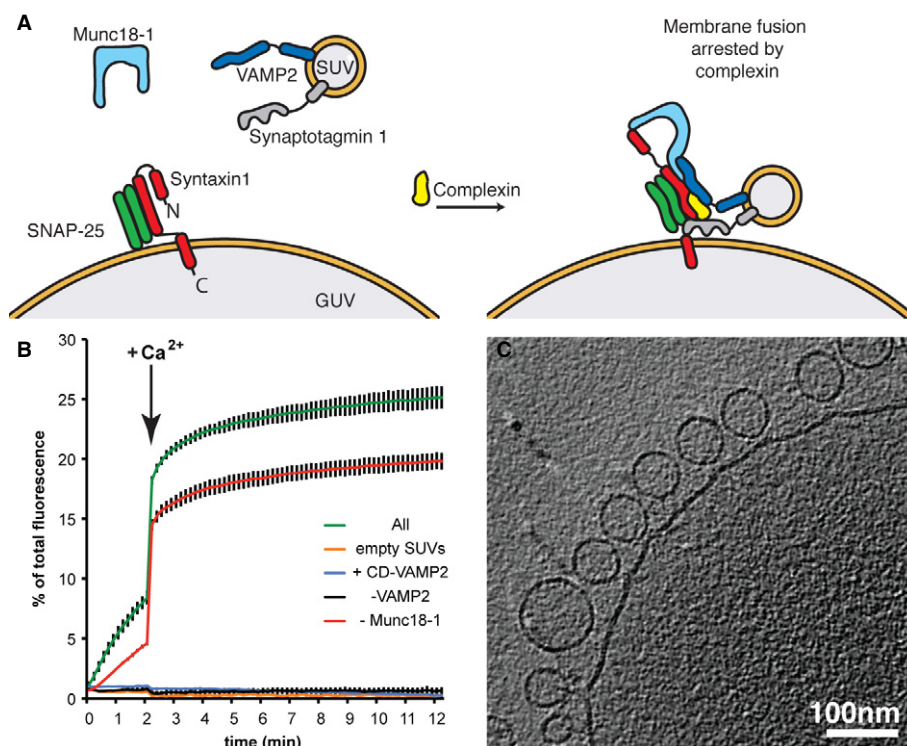 A
Munc18-1
VAMP2
SUV
Synaptotagmin 1
Syntaxin1
N
SNAP-25
C
GUV
Complexin
Membrane fusion
arrested by
complexin
B
+ Ca2+
30
25
20
15
10
5
0
% of total fluorescence
All
empty SUVs
+ CD-VAMP2
-VAMP2
- Munc18-1
0 1 2 3 4 5 6 7 8 9 10 11 12
time (min)
C
100nm